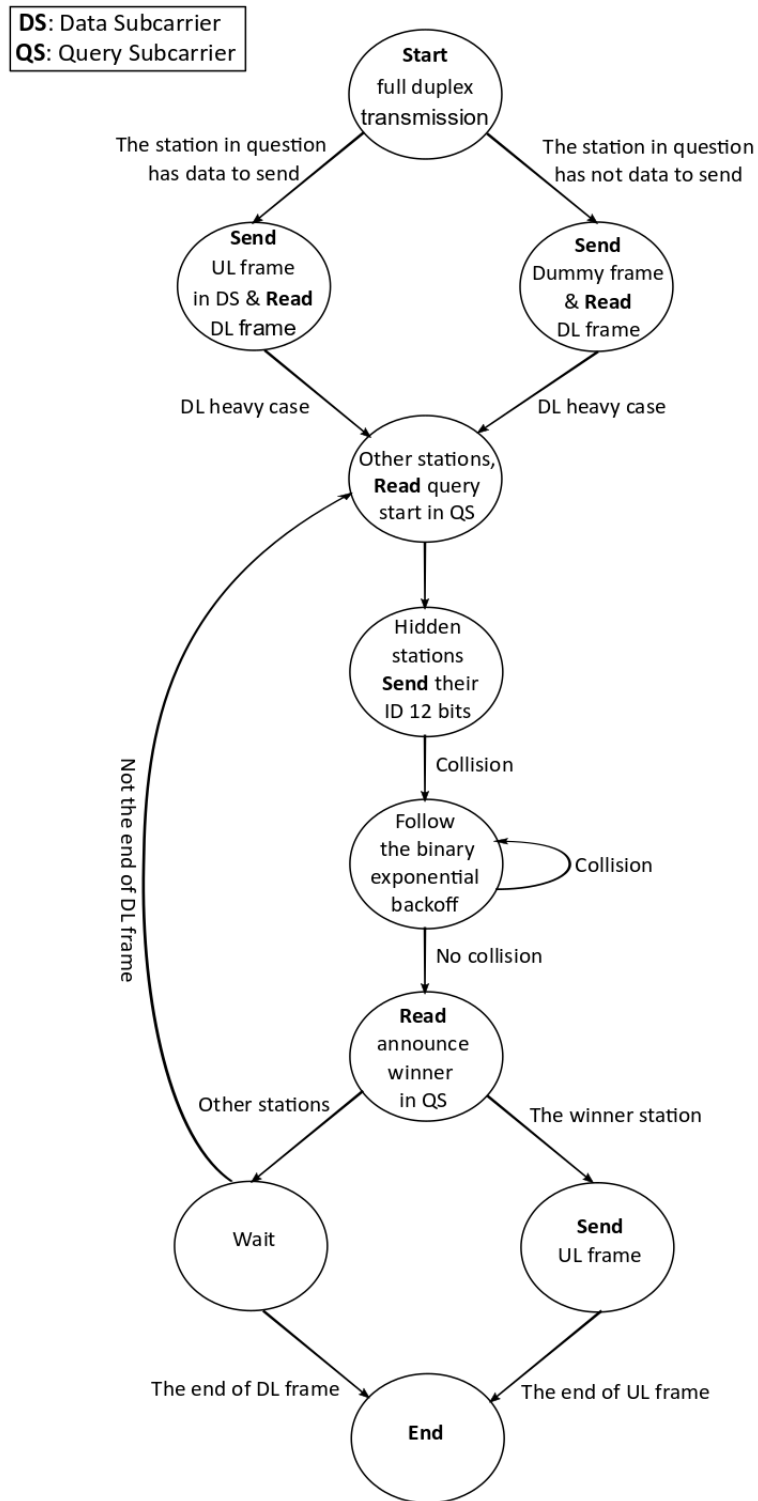 DS: Data Subcarrier
QS: Query Subcarrier
Start
full duplex
transmission
The station in question
has data to send
The station in question
has not data to send
Send
UL frame
in DS & Read
DL frame
Send
Dummy frame
& Read
DL frame
DL heavy case
DL heavy case
Other stations,
Read query
start in QS
Hidden
stations
Send their
ID 12 bits
Collision
Follow
the binary
exponential
backoff
Collision
Not the end of DL frame
No collision
Read
announce
winner
in QS
Other stations
The winner station
Wait
Send
UL frame
The end of DL frame
The end of UL frame
End